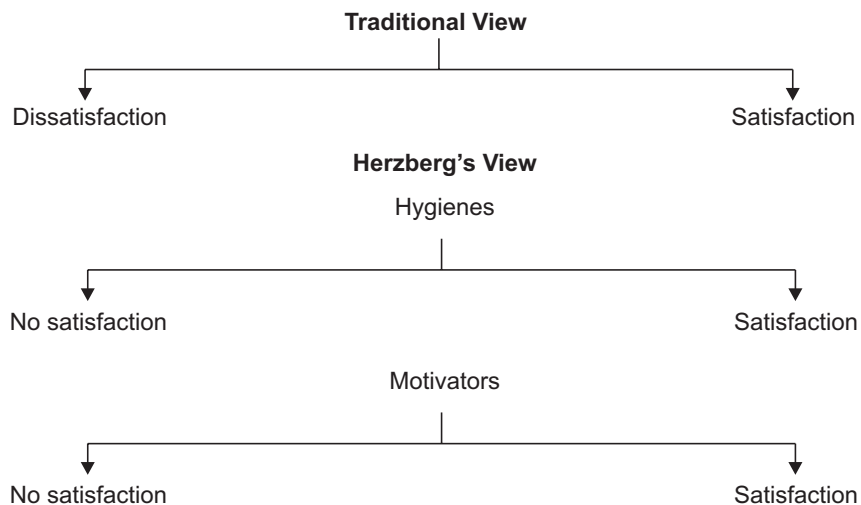 Traditional View
Dissatisfaction Satisfaction
Herzberg's View
Hygienes
No satisfaction Satisfaction
Motivators
No satisfaction Satisfaction